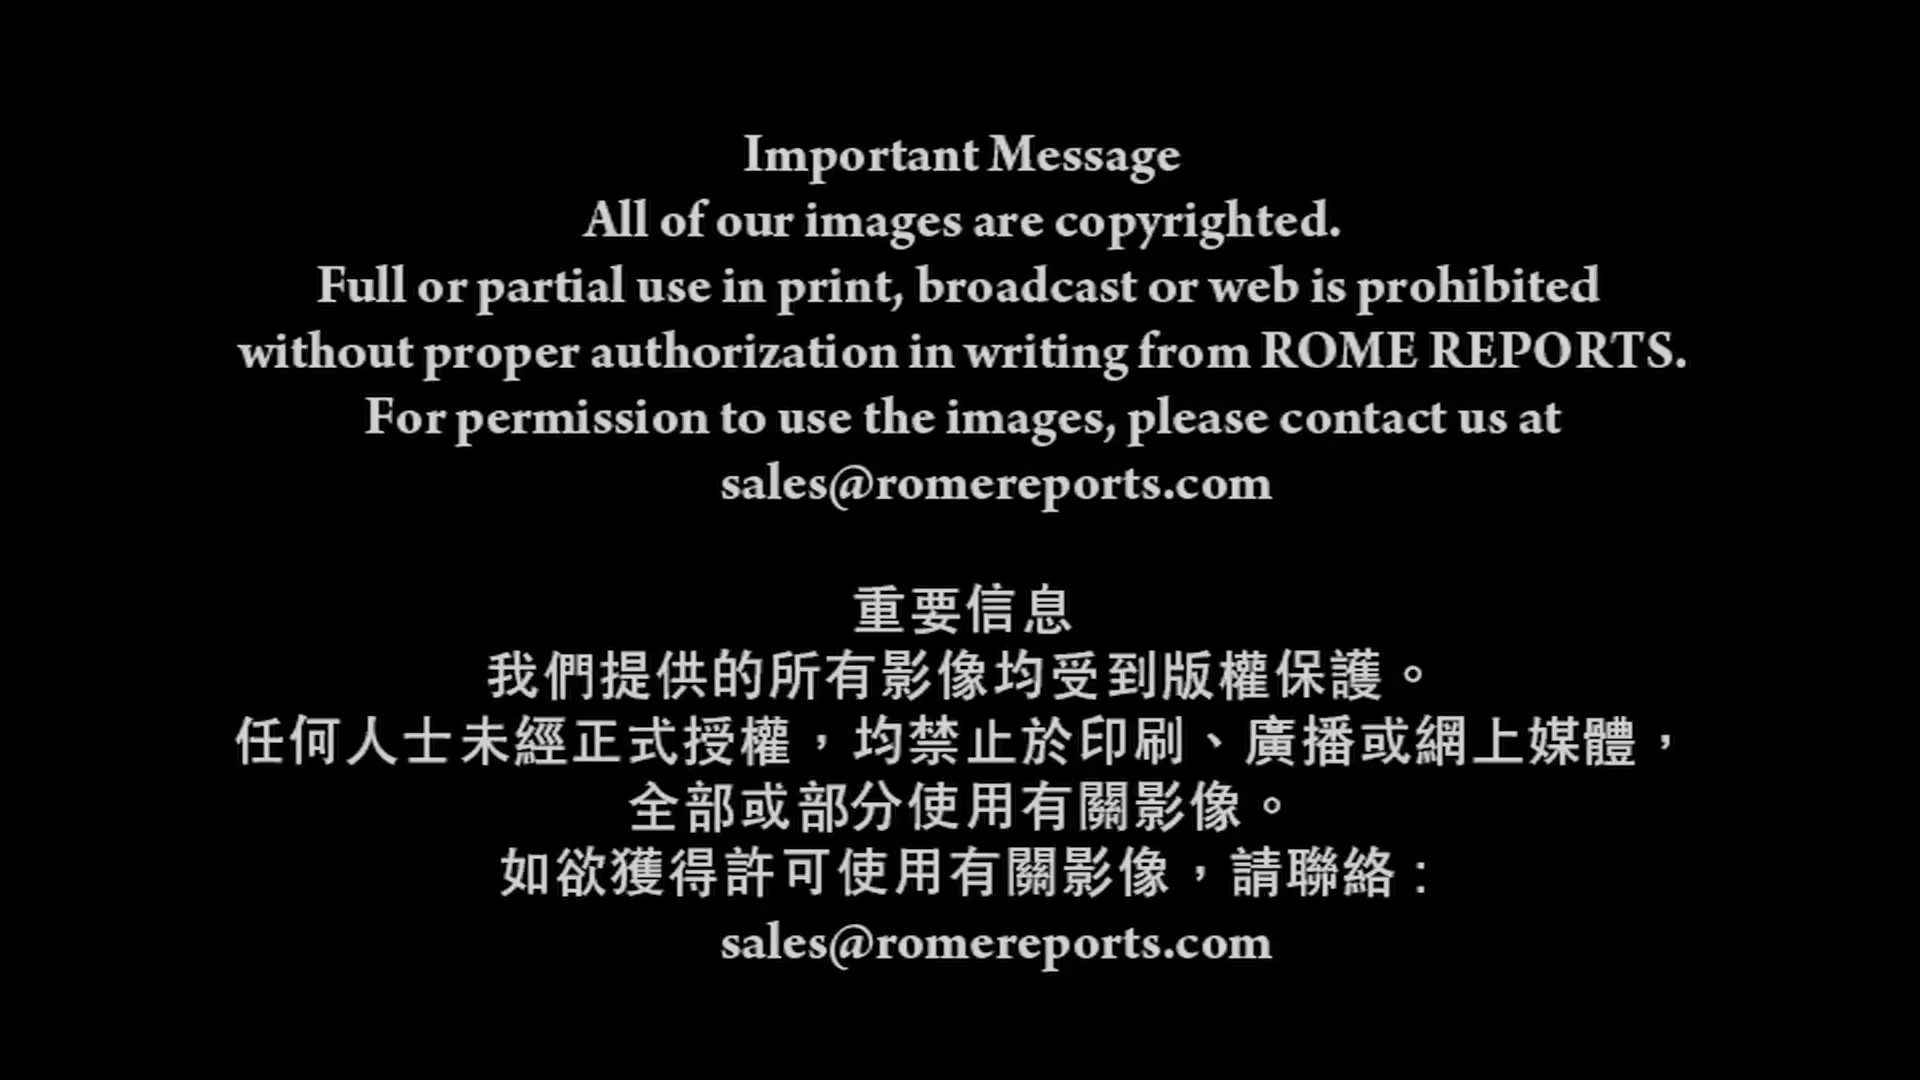 Important Message
All of our images are copyrighted.
Full or partial use in print, broadcast or web is prohibited
without proper authorization in writing from ROME REPORTS.
For permission to use the images, please contact us at
sales@romereports.com
重要信息
我們提供的所有影像均受到版權保護。
任何人士未經正式授權，均禁止於印刷、廣播或網上媒體，
全部或部分使用有關影像。
如欲獲得許可使用有關影像，請聯絡：
sales@romereports.com